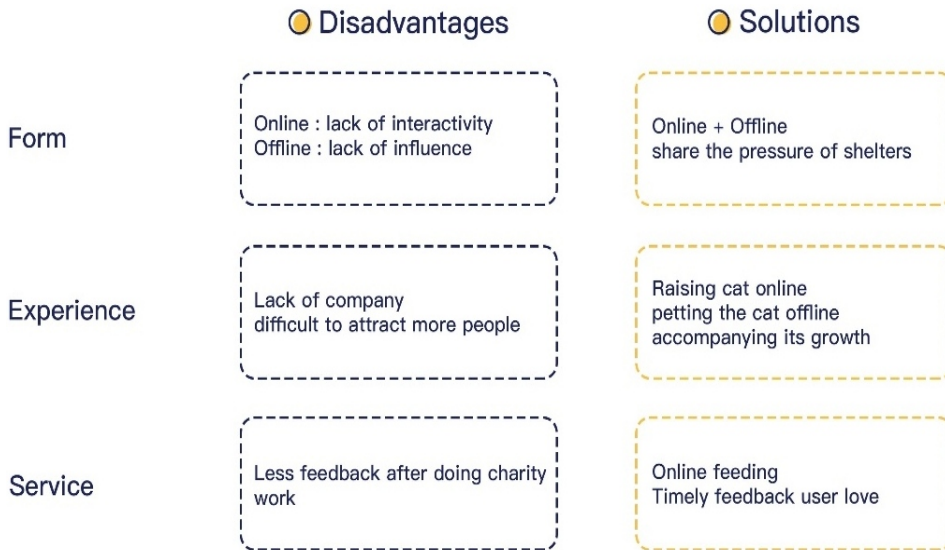 Disadvantages
Solutions
Form
Online : lack of interactivity
Offline : lack of influence
Online + Offline
share the pressure of shelters
Experience
Lack of company
difficult to attract more people
Raising cat online
petting the cat offline
accompanying its growth
Service
Less feedback after doing charity
work
Online feeding
Timely feedback user love